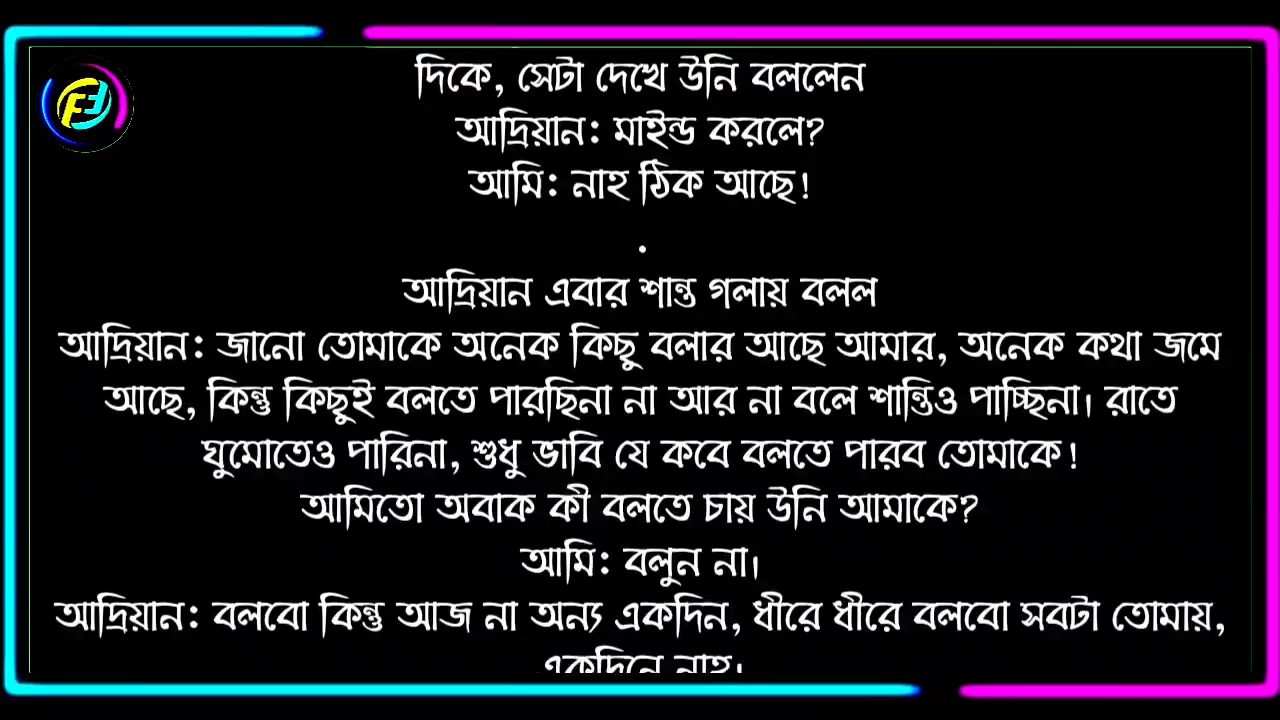 দিকে, সেটা দেখে উনি বললেন
আদ্রিয়ান: মাইন্ড করলে?
আমি: নাহ ঠিক আছে!
.
আদ্রিয়ান এবার শান্ত গলায় বলল
আদ্রিয়ান: জানো তোমাকে অনেক কিছু বলার আছে আমার, অনেক কথা জমে
আছে, কিন্তু কিছুই বলতে পারছিনা না আর না বলে শান্তিও পাচ্ছিনা। রাতে
ঘুমোতেও পারিনা, শুধু ভাবি যে কবে বলতে পারব তোমাকে!
আমিতো অবাক কী বলতে চায় উনি আমাকে?
আমি: বলুন না।
আদ্রিয়ান: বলবো কিন্তু আজ না অন্য একদিন, ধীরে ধীরে বলবো সবটা তোমায়,
একদিনে নাহ।